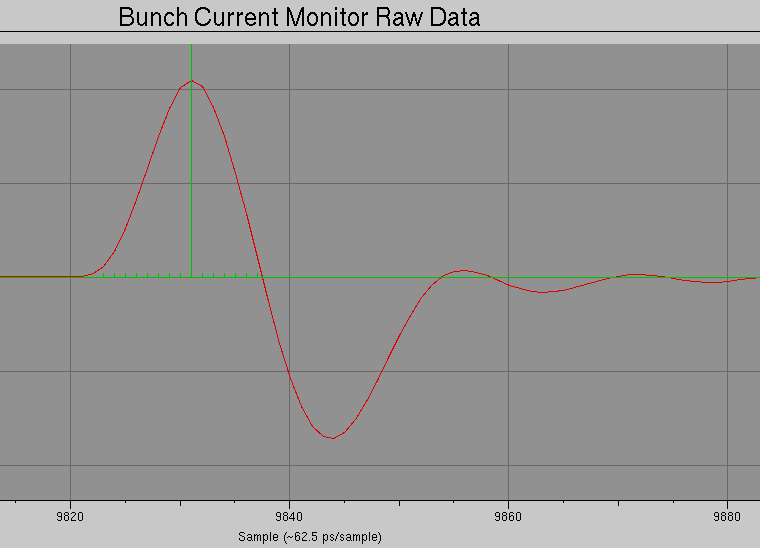 Bunch Current Monitor Raw Data
9820 9840 9860 9880
Sample (~62.5 ps/sample)